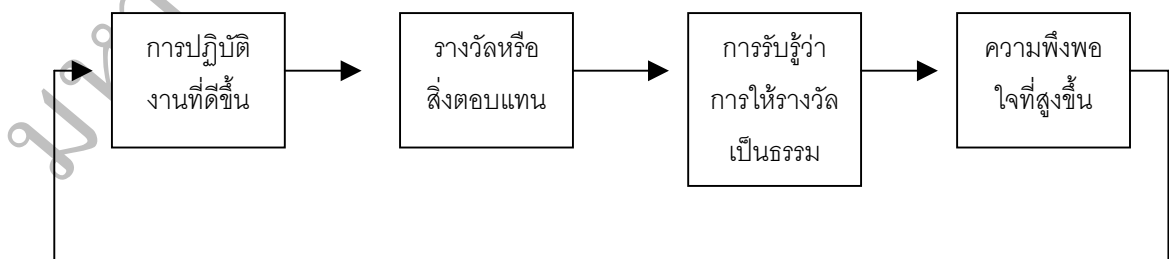 การปฏิบัติ
งานที่ดีขึ้น
รางวัลหรือ
สิ่งตอบแทน
การรับรู้ว่า
การให้รางวัล
เป็นธรรม
ความพึงพอ
ใจที่สูงขึ้น